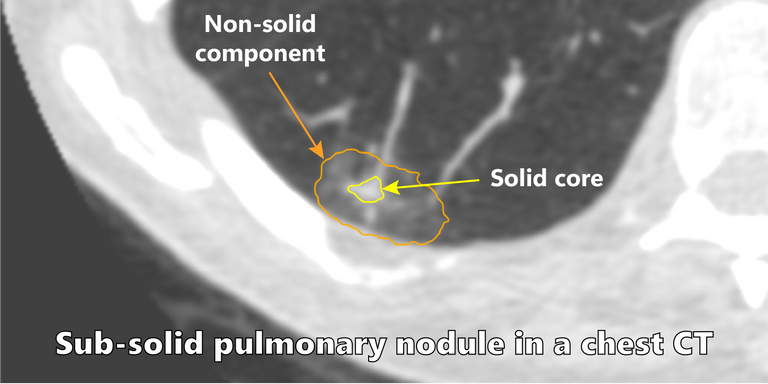 Non-solid
component
Solid core
Sub-solid pulmonary nodule in a chest CT